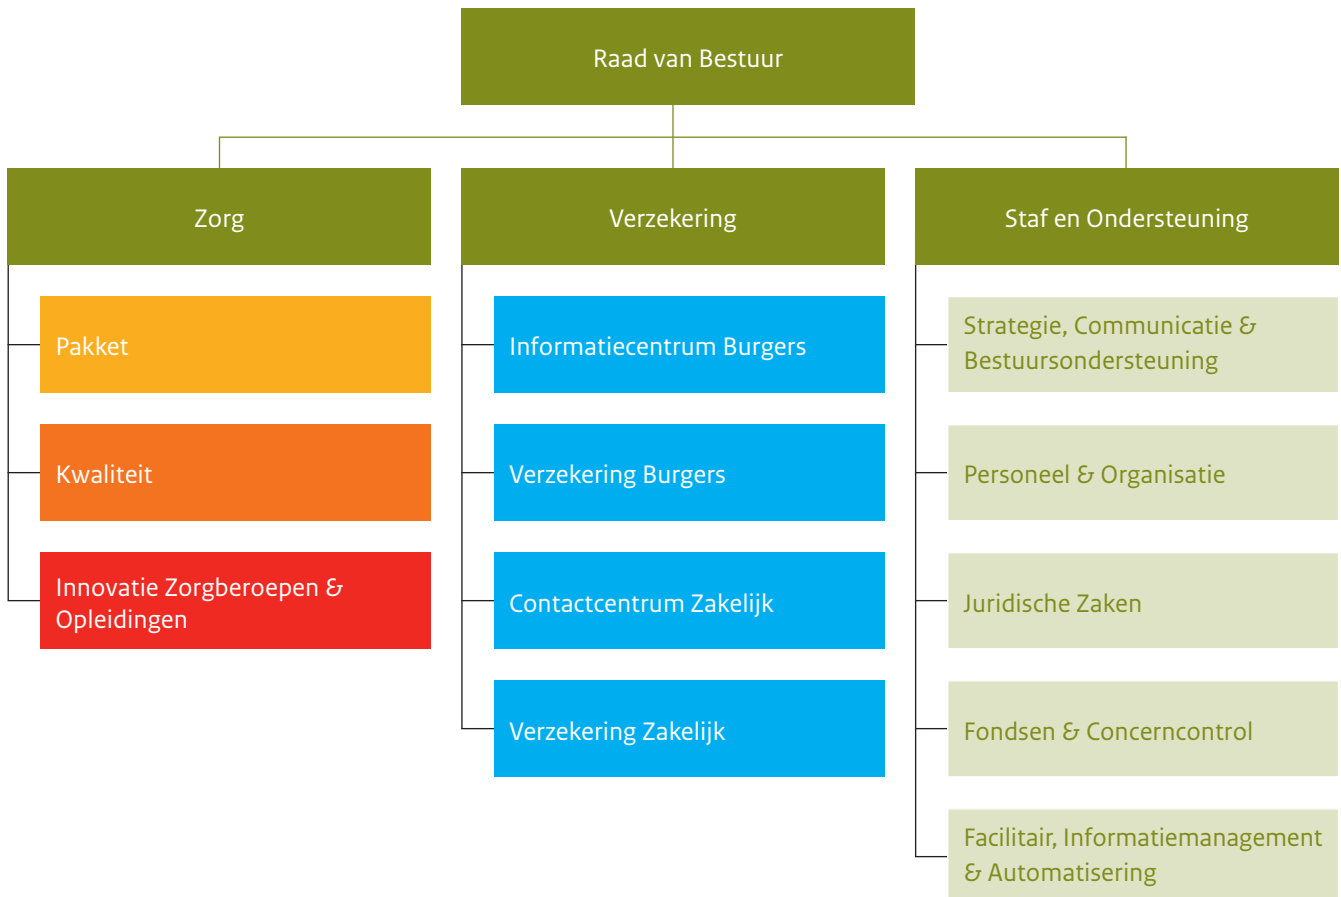 Raad van Bestuur
Zorg
Pakket
Kwaliteit
Innovatie Zorgberoepen &
Opleidingen
Verzekering
Informatiecentrum Burgers
Verzekering Burgers
Contactcentrum Zakelijk
Verzekering Zakelijk
Staf en Ondersteuning
Strategie, Communicatie &
Bestuursondersteuning
Personeel & Organisatie
Juridische Zaken
Fondsen & Concerncontrol
Facilitair, Informatiemanagement
& Automatisering